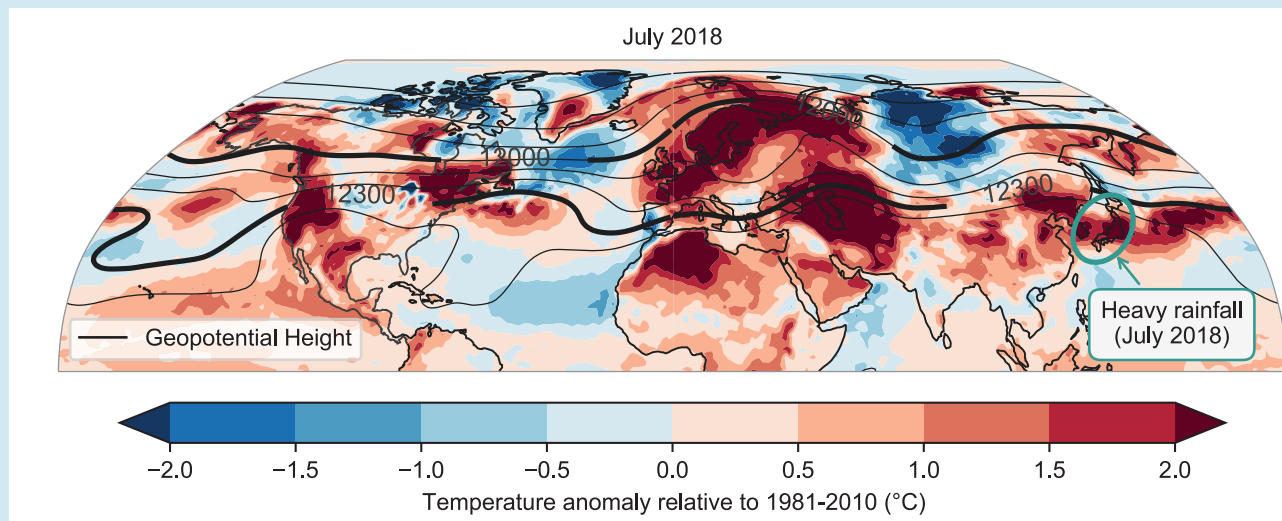 July 2018
12000
12000
12300
12300
Geopotential Height
Heavy rainfall
(July 2018)
−2.0 −1.5 −1.0 −0.5 0.0 0.5 1.0 1.5 2.0
Temperature anomaly relative to 1981-2010 (°C)